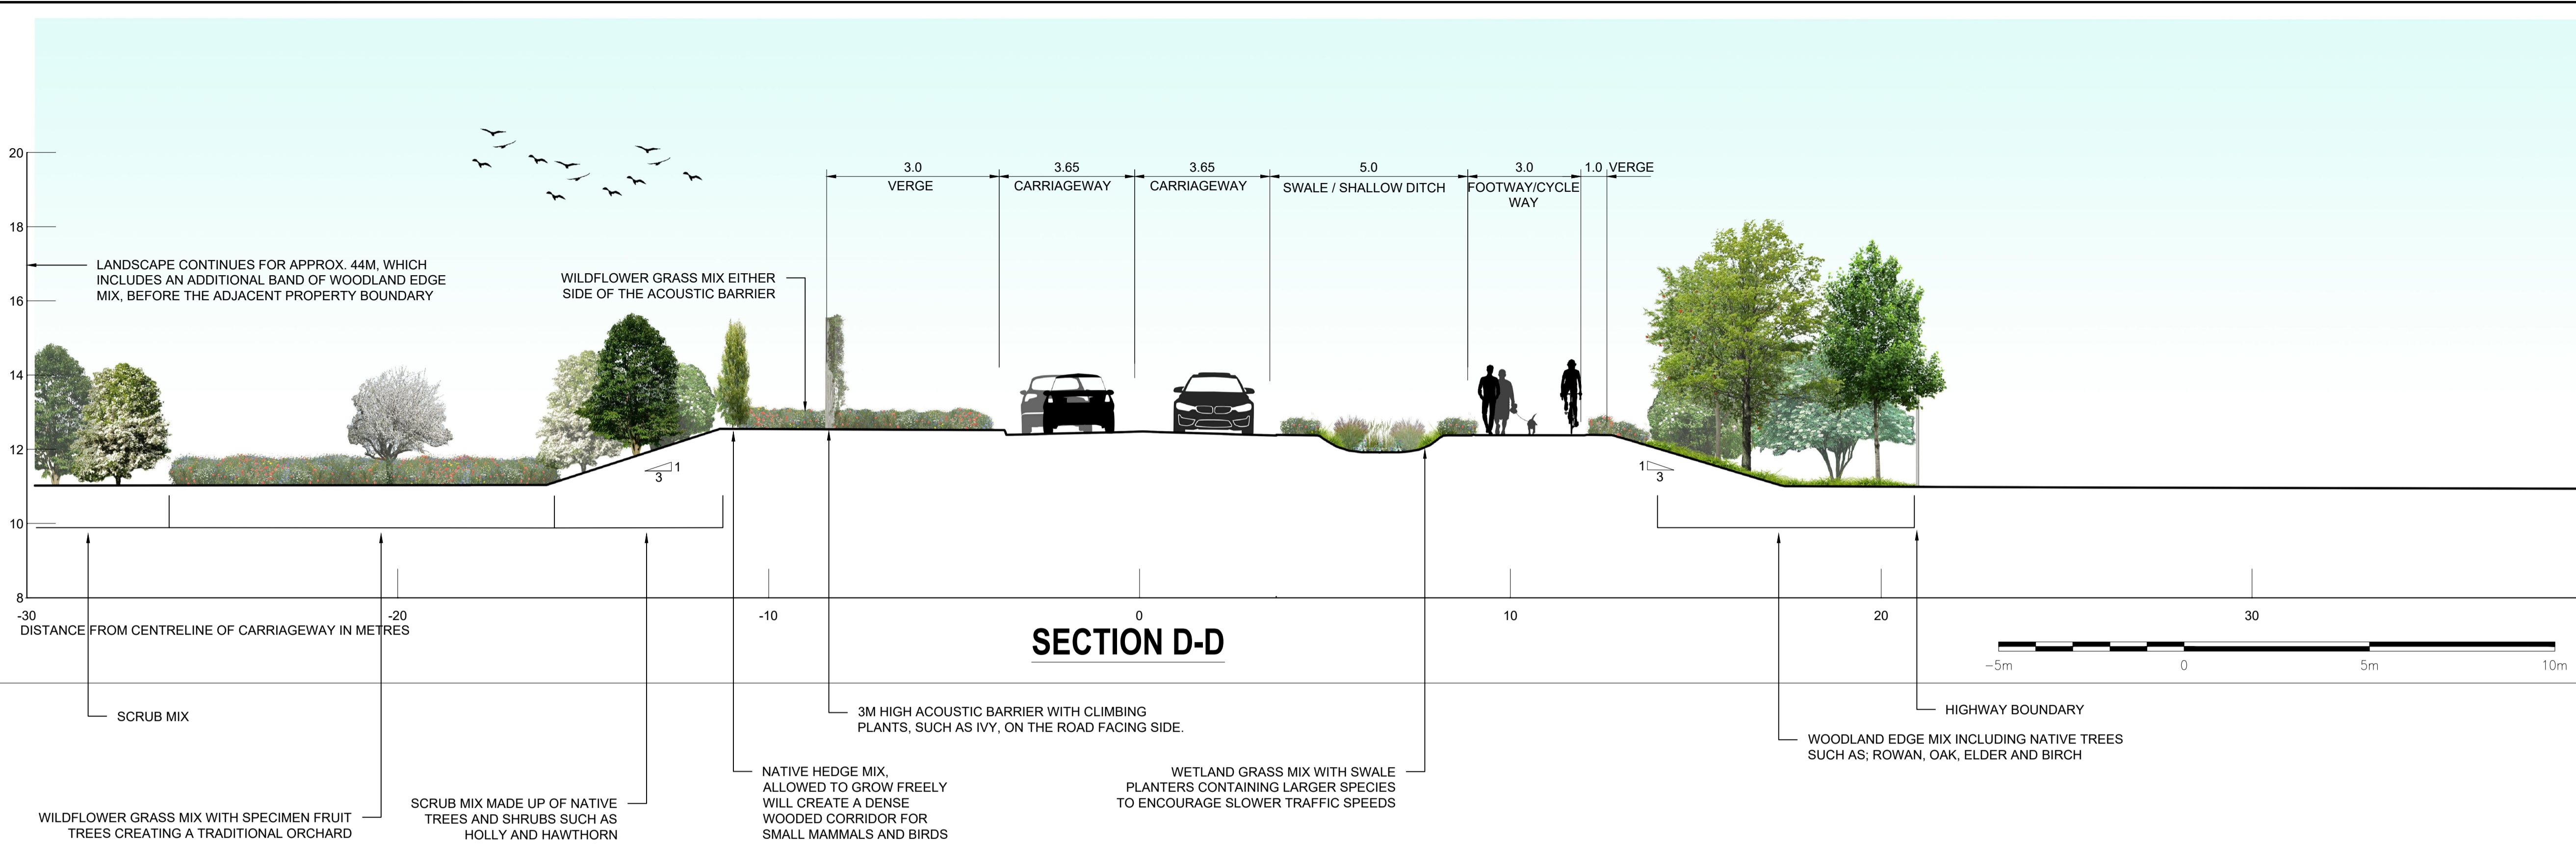 3.0
VERGE
3.65
CARRIAGEWAY
3.65
CARRIAGEWAY
5.0
SWALE / SHALLOW DITCH
3.0
FOOTWAY/CYCLE
WAY
1.0 VERGE
20
18
16
14
12
10
8
LANDSCAPE CONTINUES FOR APPROX. 44M, WHICH
INCLUDES AN ADDITIONAL BAND OF WOODLAND EDGE
MIX, BEFORE THE ADJACENT PROPERTY BOUNDARY
WILDFLOWER GRASS MIX EITHER
SIDE OF THE ACOUSTIC BARRIER
1
3
1
3
-30
-20
-10
0
10
20
30
DISTANCE FROM CENTRELINE OF CARRIAGEWAY IN METRES
SECTION D-D
-5m
0
5m
10m
SCRUB MIX
WILDFLOWER GRASS MIX WITH SPECIMEN FRUIT
TREES CREATING A TRADITIONAL ORCHARD
SCRUB MIX MADE UP OF NATIVE
TREES AND SHRUBS SUCH AS
HOLLY AND HAWTHORN
3M HIGH ACOUSTIC BARRIER WITH CLIMBING
PLANTS, SUCH AS IVY, ON THE ROAD FACING SIDE.
NATIVE HEDGE MIX,
ALLOWED TO GROW FREELY
WILL CREATE A DENSE
WOODED CORRIDOR FOR
SMALL MAMMALS AND BIRDS
WETLAND GRASS MIX WITH SWALE
PLANTERS CONTAINING LARGER SPECIES
TO ENCOURAGE SLOWER TRAFFIC SPEEDS
HIGHWAY BOUNDARY
WOODLAND EDGE MIX INCLUDING NATIVE TREES
SUCH AS; ROWAN, OAK, ELDER AND BIRCH